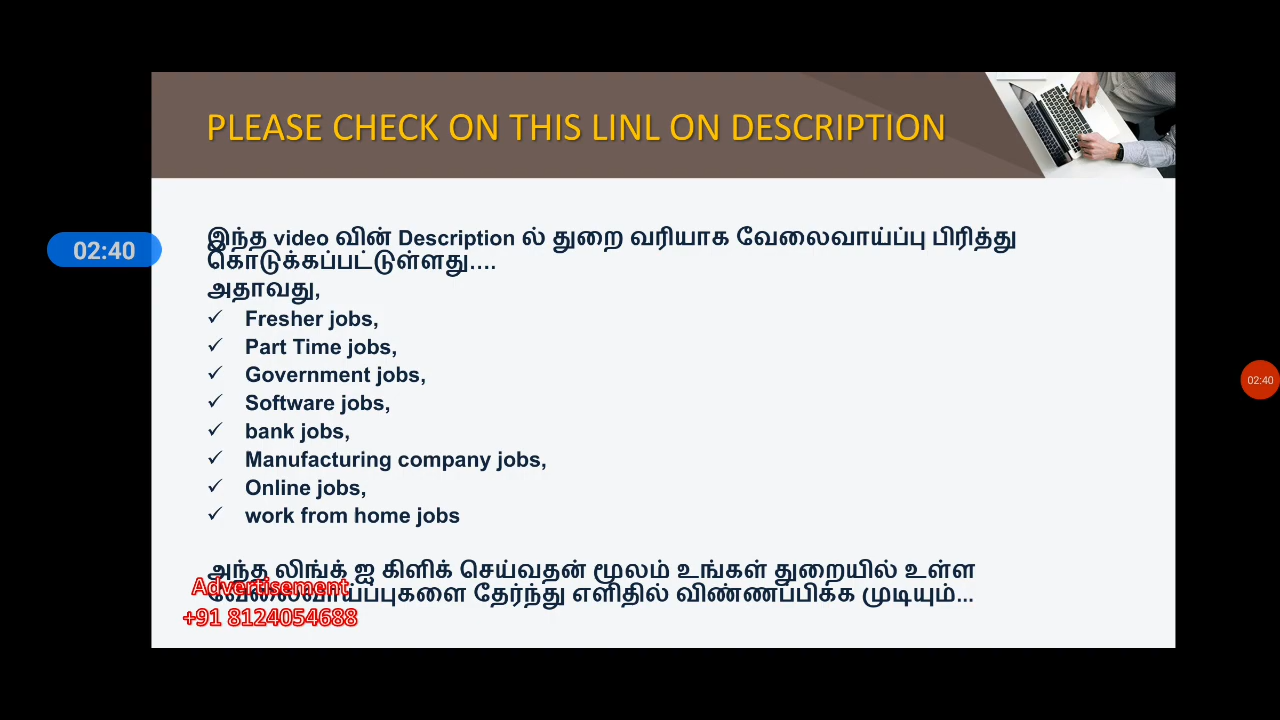 PLEASE CHECK ON THIS LINL ON DESCRIPTION
இந்த video வின் Description ல் துறை வரியாக வேலைவாய்ப்பு பிரித்து
கொடுக்கப்பட்டுள்ளது....
அதாவது,
✓ Fresher jobs,
✓ Part Time jobs,
✓ Government jobs,
✓ Software jobs,
✓ bank jobs,
✓ Manufacturing company jobs,
✓ Online jobs,
✓ work from home jobs
அந்த லிங்க் ஐ கிளிக் செய்வதன் மூலம் உங்கள் துறையில் உள்ள
வேலைவாய்ப்புகளை தேர்ந்து எளிதில் விண்ணப்பிக்க முடியும்...
Advertisement
+91 8124054688
02:40
02:40